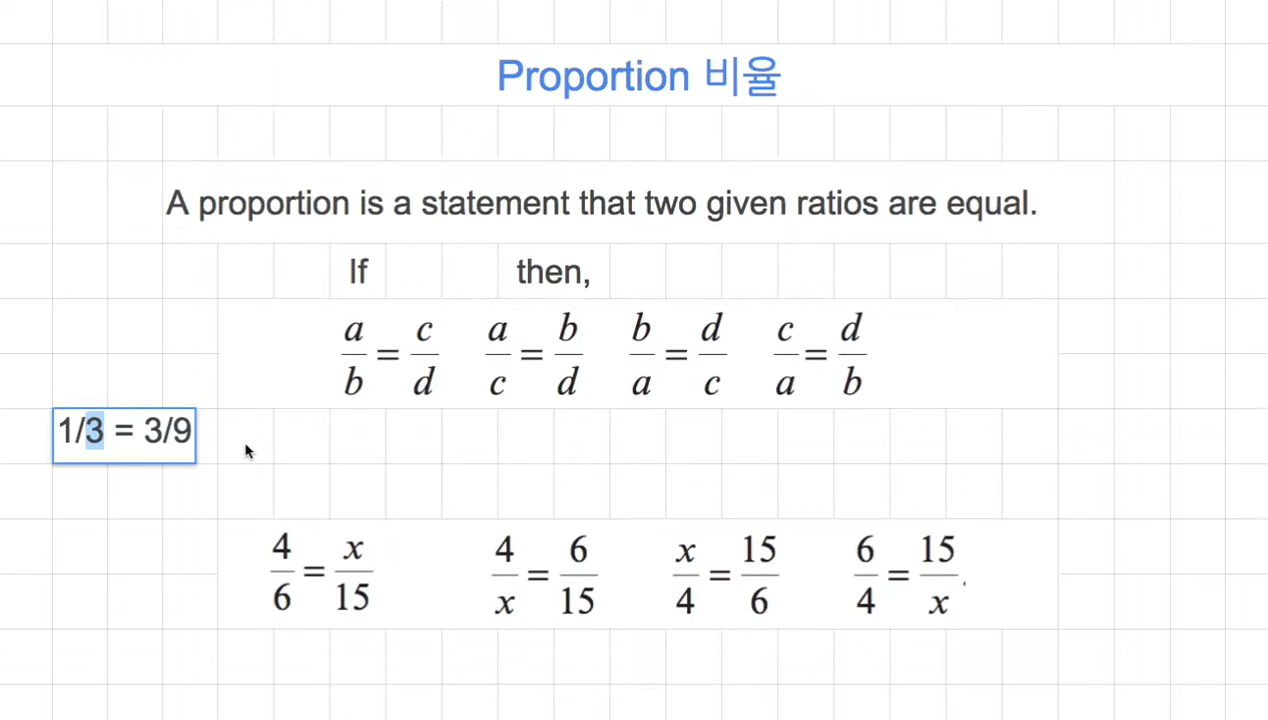 Proportion 비율
A proportion is a statement that two given ratios are equal.
If then,
a/b = c/d a/c = b/d b/a = d/c c/a = d/b
1/3 = 3/9
4/6 = x/15 4/x = 6/15 x/4 = 15/6 6/4 = 15/x.